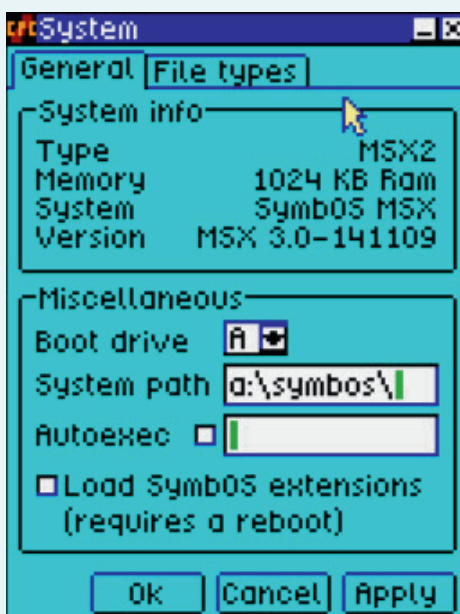 CPC System
General File types
System info
Type MSX2
Memory 1024 KB Ram
System SymbOS MSX
Version MSX 3.0-141109
Miscellaneous
Boot drive A
System path a:\symbos\
Autoexec
Load SymbOS extensions
(requires a reboot)
Ok Cancel Apply